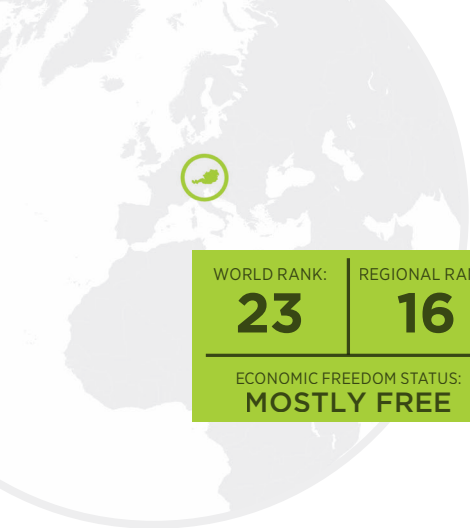 WORLD RANK:
23
REGIONAL RAN
16
ECONOMIC FREEDOM STATUS:
MOSTLY FREE